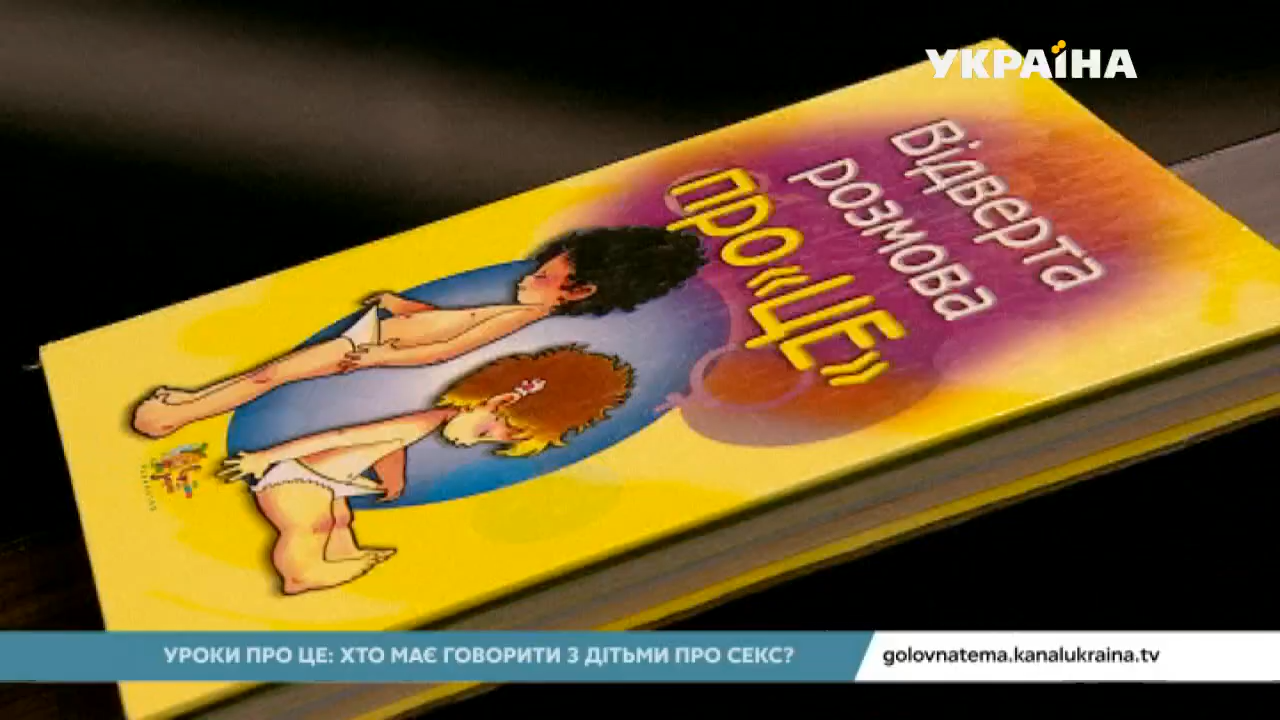 УКРАЇНА
Відверта
розмова
ПРО «ЦЕ»
УРОКИ ПРО ЦЕ: ХТО МАЄ ГОВОРИТИ З ДІТЬМИ ПРО СЕКС?
golovnatema.kanalukraina.tv